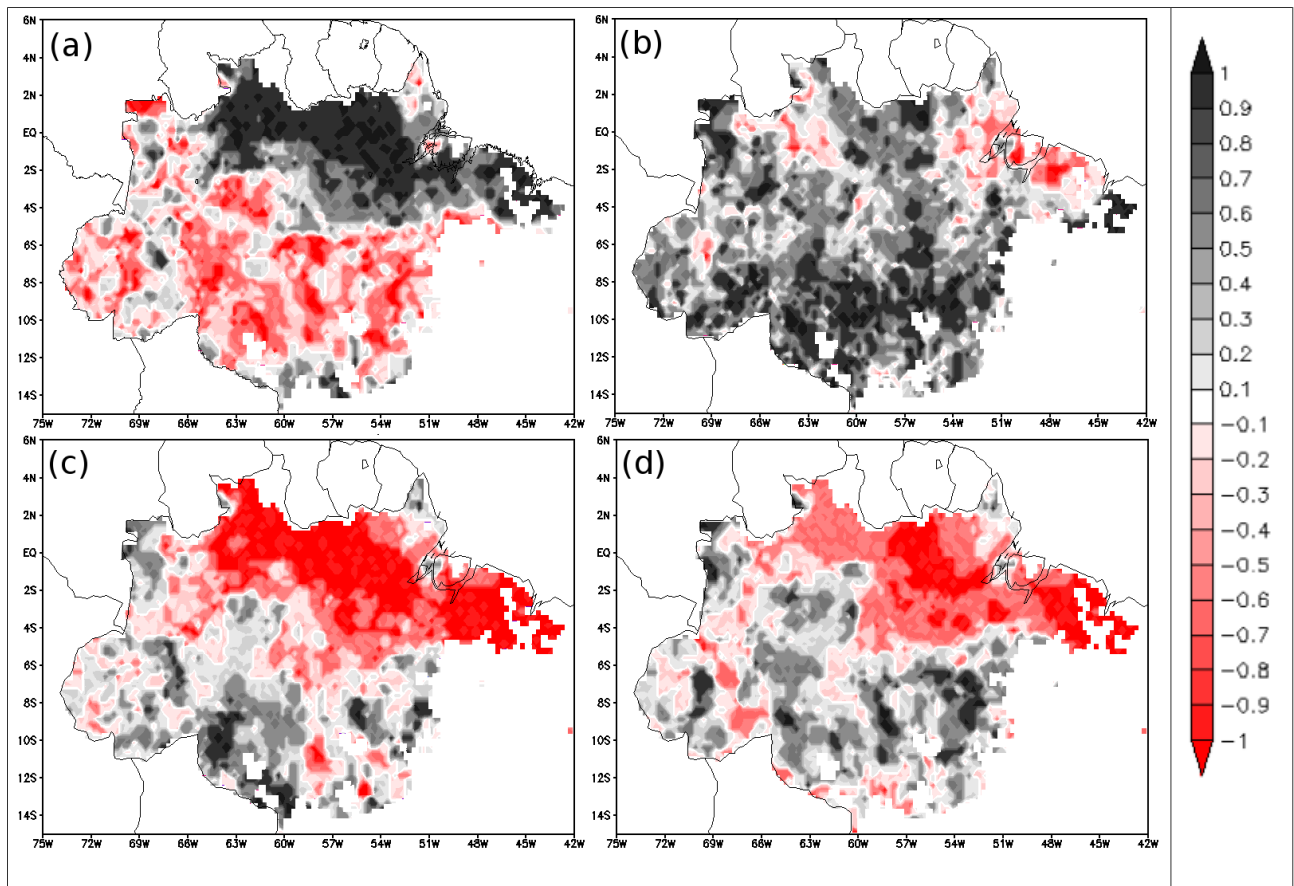 (a)
6N
4N
2N
EQ
2S
4S
6S
8S
10S
12S
14S
75W 72W 69W 66W 63W 60W 57W 54W 51W 48W 45W 42W
(b)
6N
4N
2N
EQ
2S
4S
6S
8S
10S
12S
14S
75W 72W 69W 66W 63W 60W 57W 54W 51W 48W 45W 42W
(c)
6N
4N
2N
EQ
2S
4S
6S
8S
10S
12S
14S
75W 72W 69W 66W 63W 60W 57W 54W 51W 48W 45W 42W
(d)
6N
4N
2N
EQ
2S
4S
6S
8S
10S
12S
14S
75W 72W 69W 66W 63W 60W 57W 54W 51W 48W 45W 42W
1
0.9
0.8
0.7
0.6
0.5
0.4
0.3
0.2
0.1
-0.1
-0.2
-0.3
-0.4
-0.5
-0.6
-0.7
-0.8
-0.9
-1